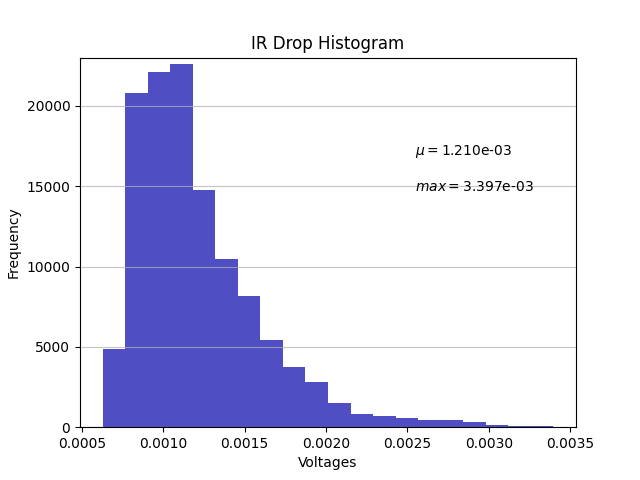 IR Drop Histogram
20000
15000
10000
5000
0
Frequency
μ = 1.210e-03
max = 3.397e-03
0.0005 0.0010 0.0015 0.0020 0.0025 0.0030 0.0035
Voltages